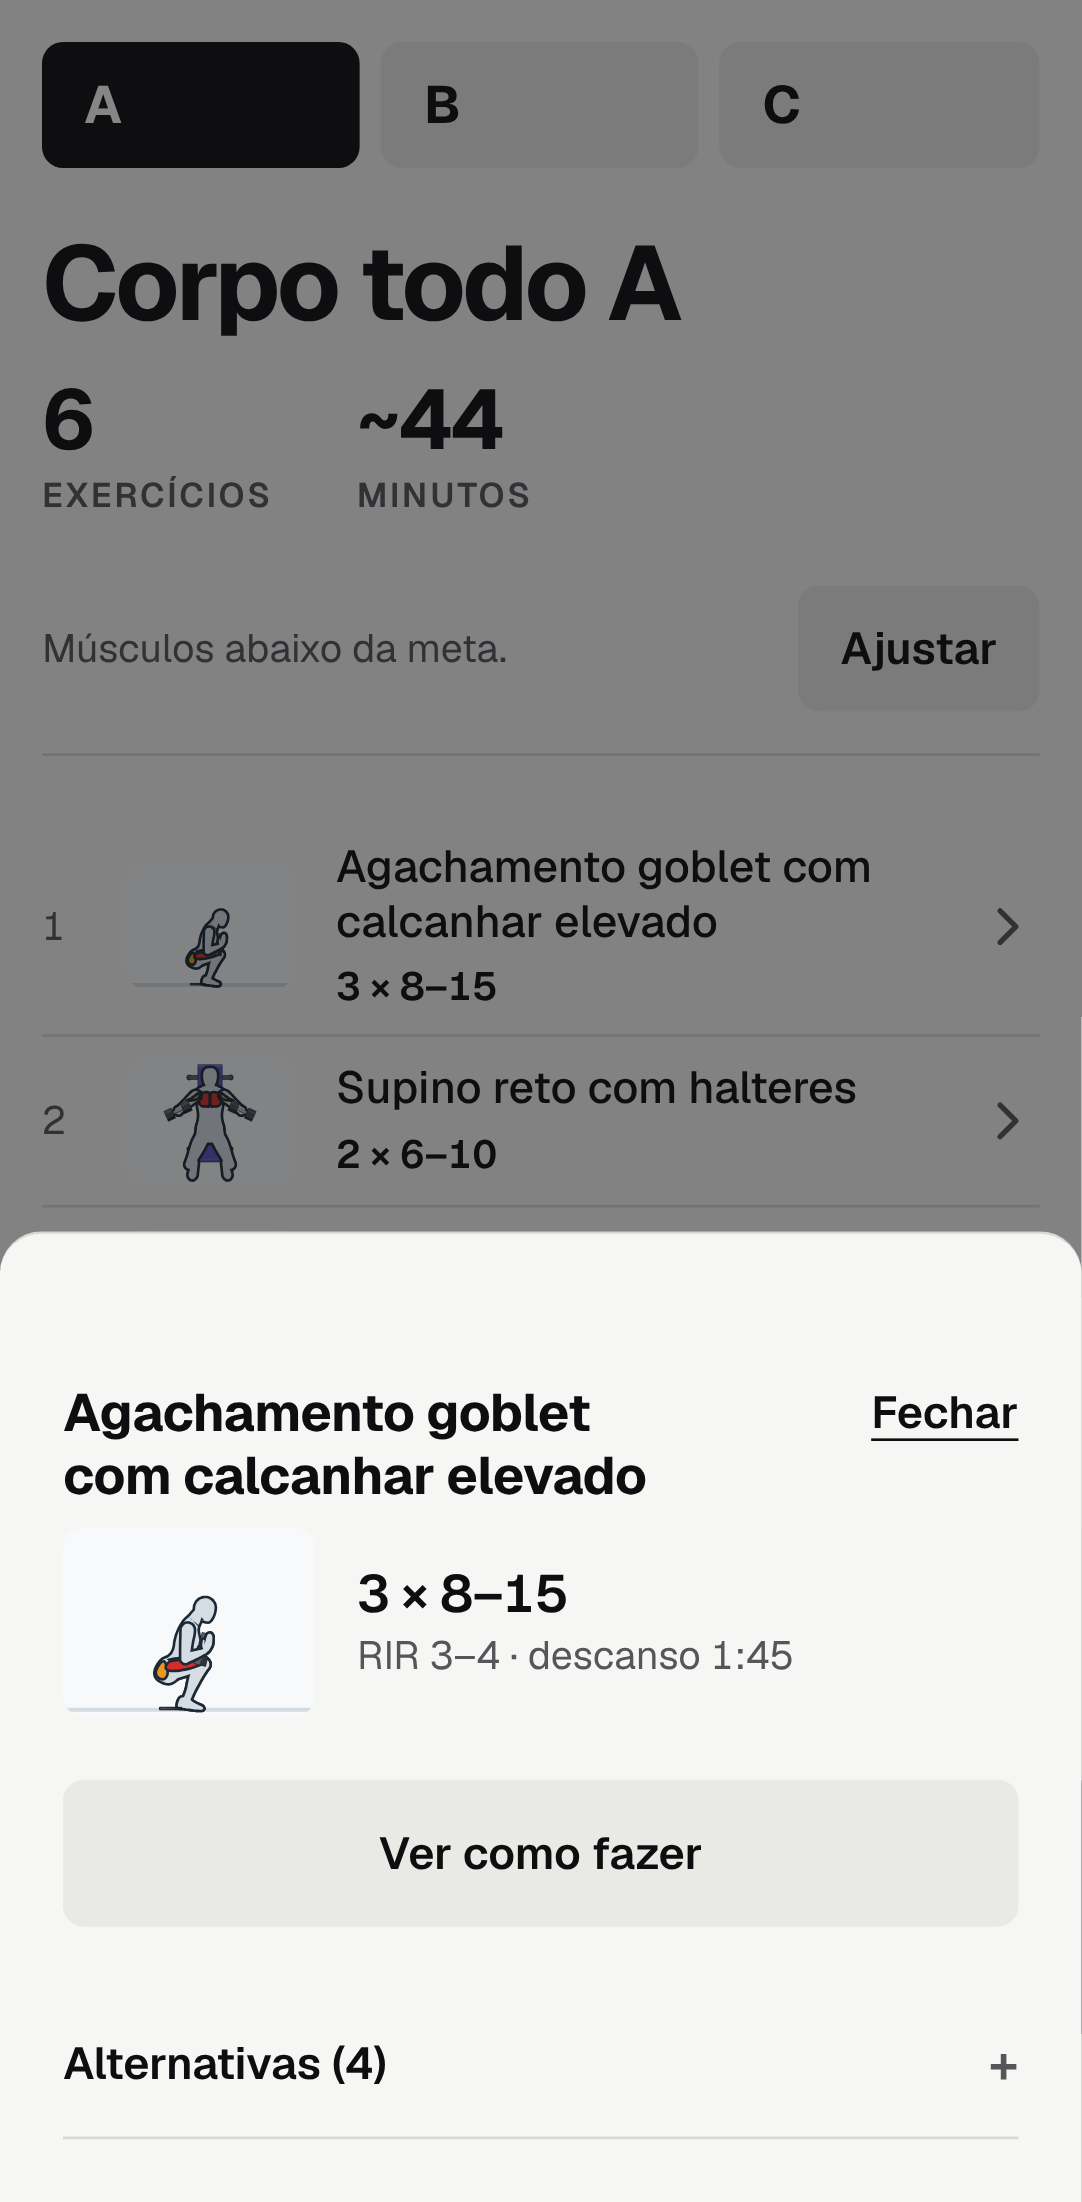 A
B
C
Corpo todo A
6
~44
EXERCÍCIOS
MINUTOS
Músculos abaixo da meta.
Ajustar
1
Agachamento goblet com
calcanhar elevado
3 × 8–15
2
Supino reto com halteres
2 × 6–10
Agachamento goblet
com calcanhar elevado
Fechar
3 × 8–15
RIR 3–4 · descanso 1:45
Ver como fazer
Alternativas (4)
+